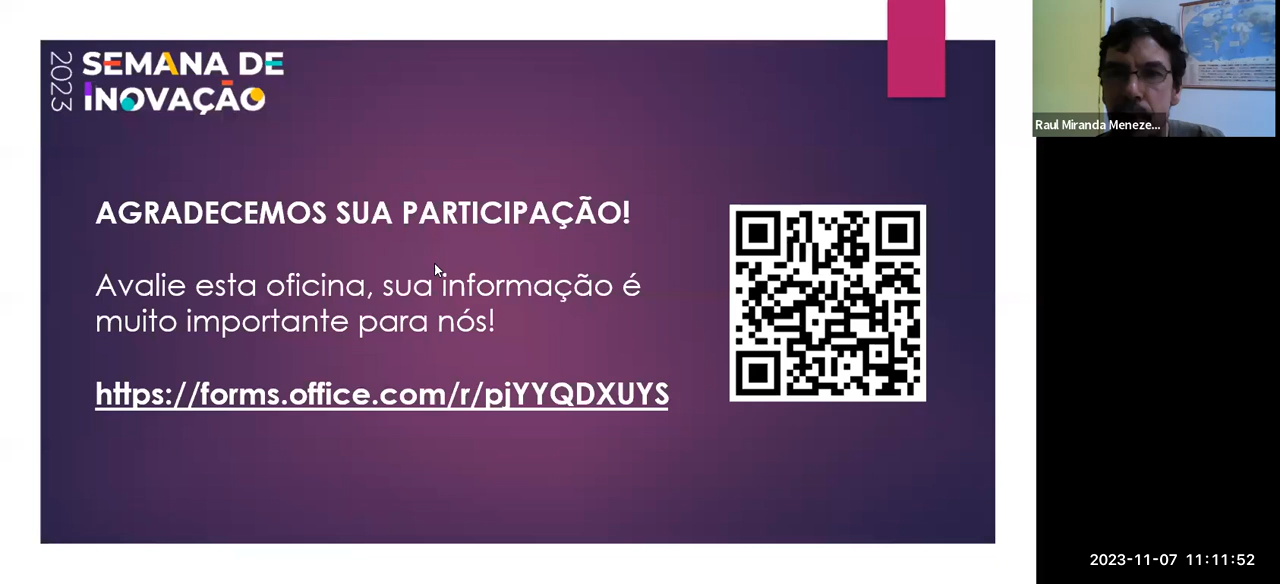 2023
SEMANA DE
INOVAÇÃO
AGRADECEMOS SUA PARTICIPAÇÃO!
Avalie esta oficina, sua informação é
muito importante para nós!
https://forms.office.com/r/pjYYQDXUYS
Raul Miranda Meneze...
2023-11-07 11:11:52